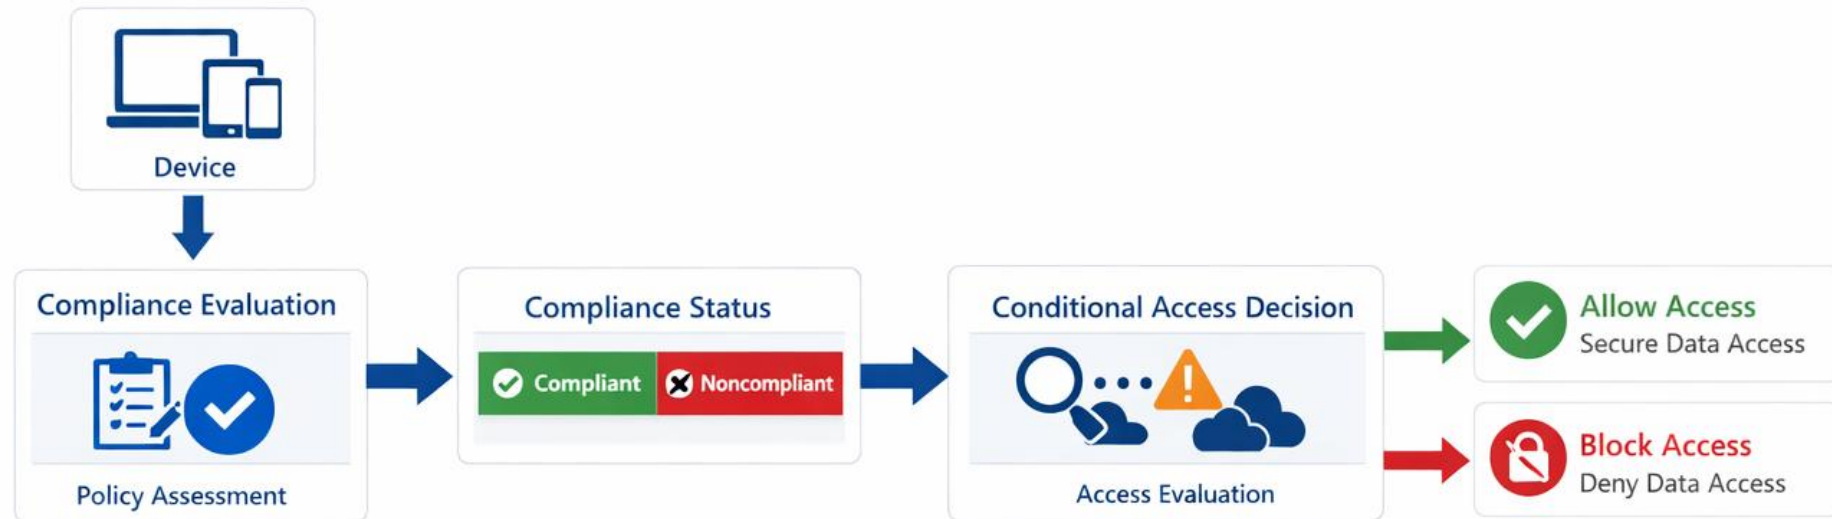 Device
Compliance Evaluation
Policy Assessment
Compliance Status
Compliant
Noncompliant
Conditional Access Decision
Access Evaluation
Allow Access
Secure Data Access
Block Access
Deny Data Access